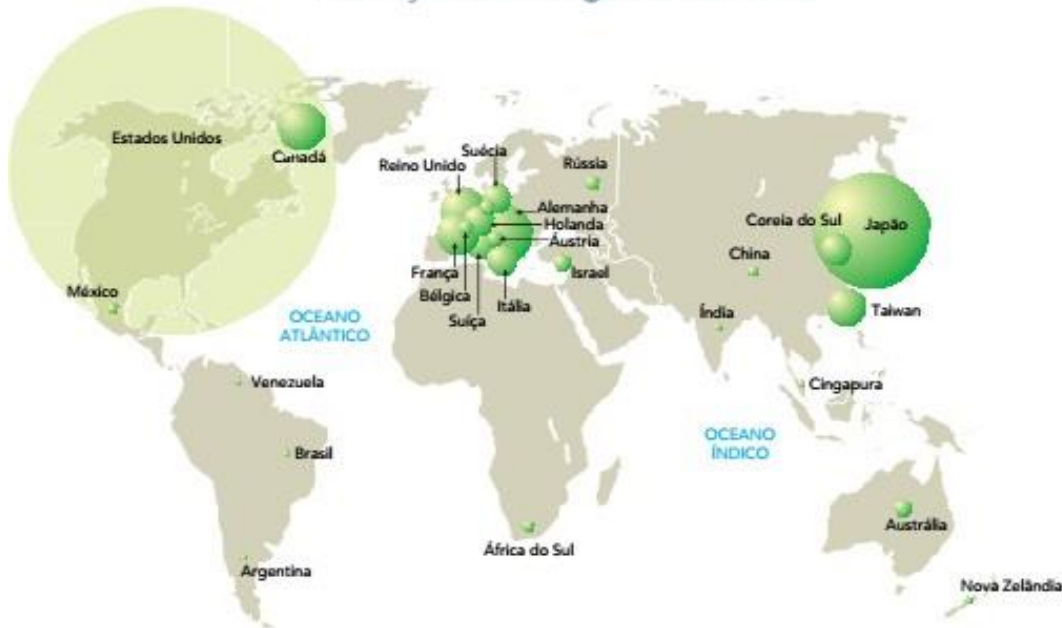 Estados Unidos
Canadá
Reino Unido
Suécia
Rússia
Alemanha
Holanda
Áustria
Coreia do Sul
Japão
China
Israel
França
Bélgica
Itália
Suíça
México
OCEANO
ATLÂNTICO
Índia
Taiwan
Venezuela
Cingapura
OCEANO
ÍNDICO
Brasil
Austrália
África do Sul
Argentina
Nova Zelândia